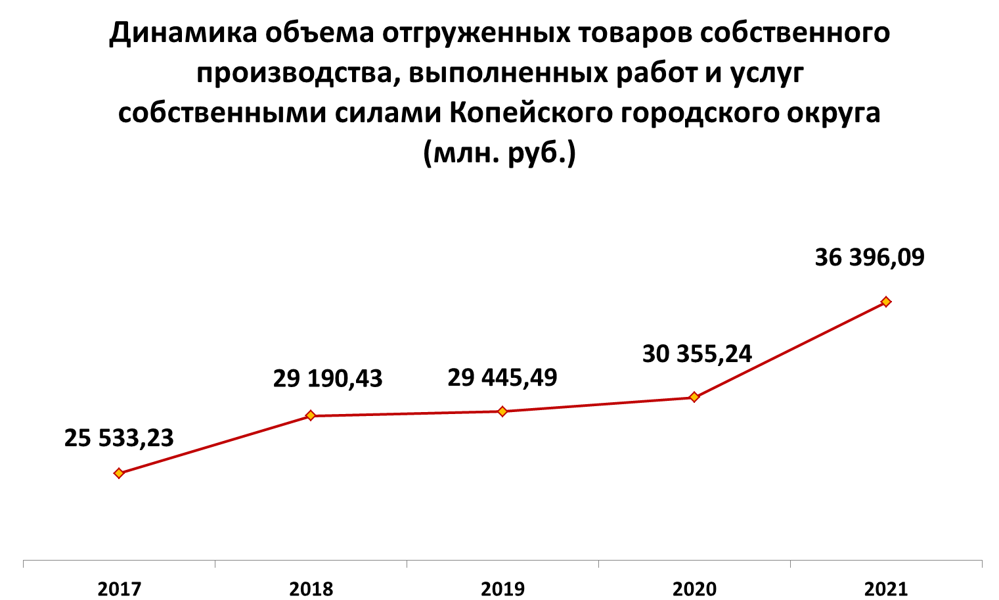 Динамика объема отгруженных товаров собственного
производства, выполненных работ и услуг
собственными силами Копейского городского округа
(млн. руб.)
36 396,09
30 355,24
29 190,43
29 445,49
25 533,23
2017
2018
2019
2020
2021